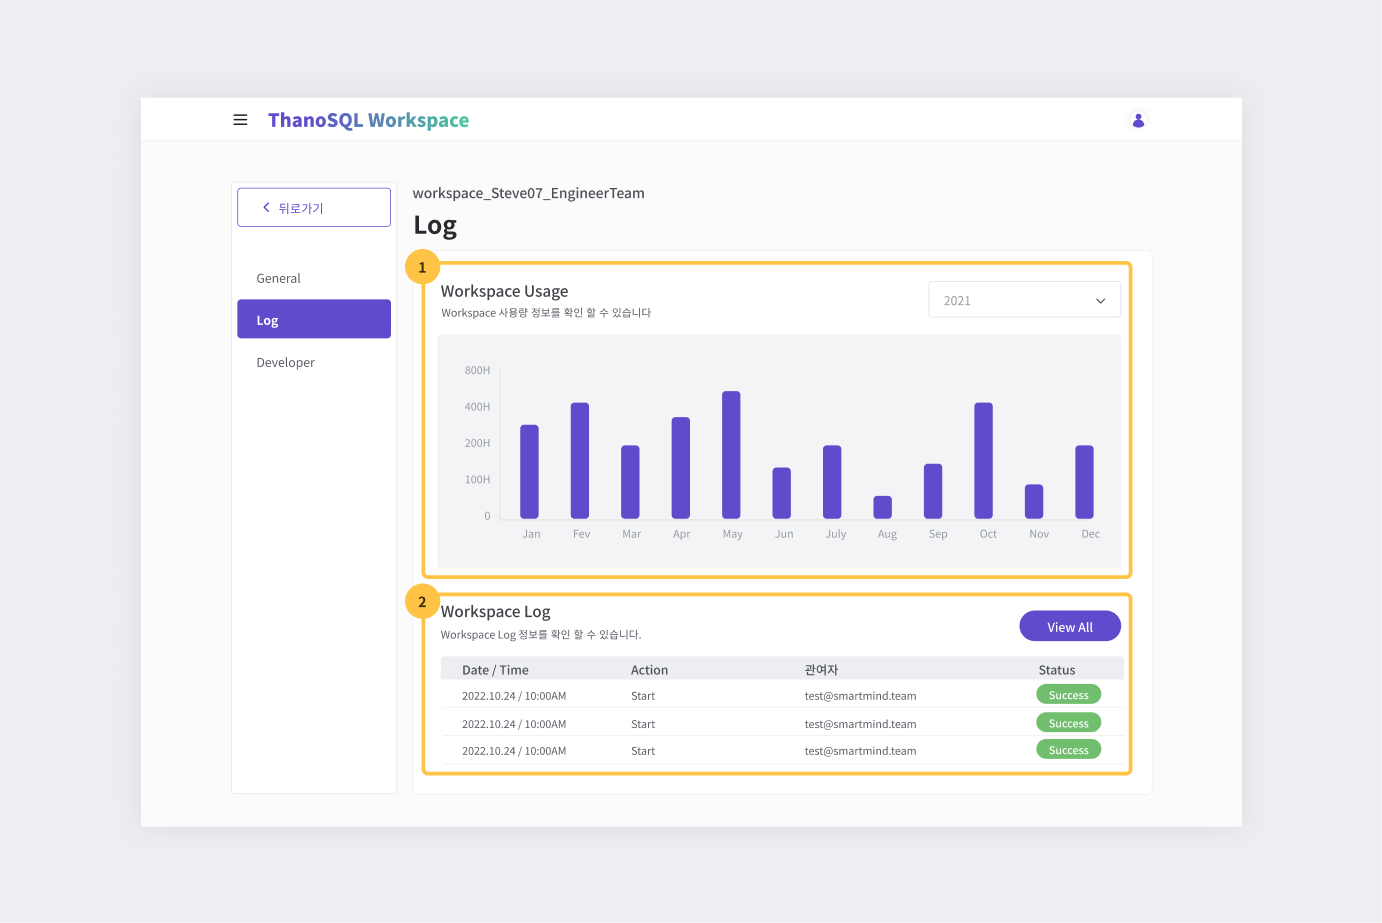 ThanoSQL Workspace
뒤로가기
General
Log
Developer
workspace_Steve07_EngineerTeam
Log
1
Workspace Usage
Workspace 사용량 정보를 확인 할 수 있습니다
2021
800H
400H
200H
100H
0
Jan Fev Mar Apr May Jun July Aug Sep Oct Nov Dec
2
Workspace Log
Workspace Log 정보를 확인 할 수 있습니다.
View All
Date / Time Action 관여자 Status
2022.10.24 / 10:00AM Start test@smartmind.team Success
2022.10.24 / 10:00AM Start test@smartmind.team Success
2022.10.24 / 10:00AM Start test@smartmind.team Success